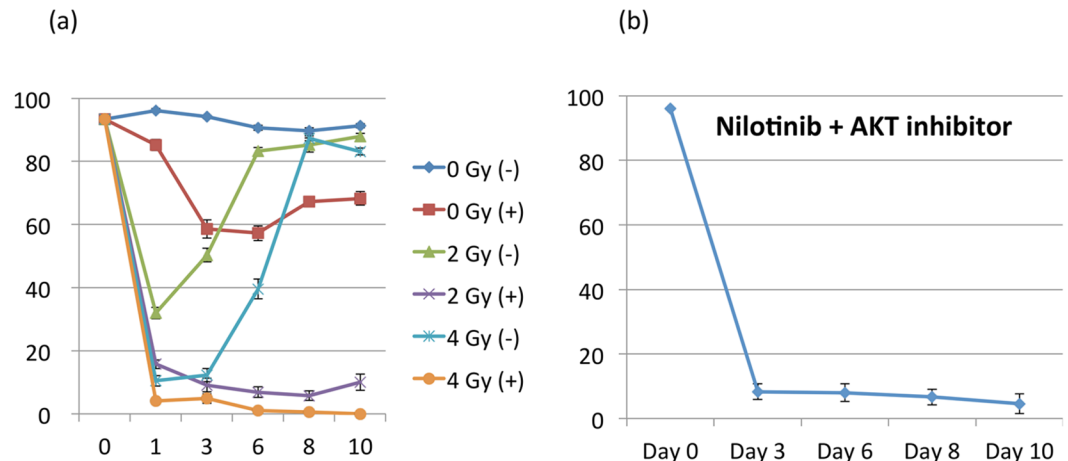 (a)
100
80
60
40
20
0
0 1 3 6 8 10
0 Gy (-)
0 Gy (+)
2 Gy (-)
2 Gy (+)
4 Gy (-)
4 Gy (+)
(b)
Nilotinib + AKT inhibitor
100
80
60
40
20
0
Day 0 Day 3 Day 6 Day 8 Day 10